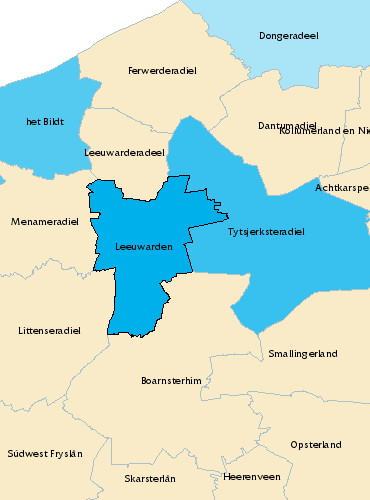 Dongeradeel
Ferwerderadiel
het Bildt
Dantumadiel
Kollumerland en Nie
Leeuwarderadeel
Achtkarspe
Menameradiel
Tytsjerksteradiel
Leeuwarden
Littenseradiel
Smallingerland
Boarnsterhim
Opsterland
Súdwest Fryslân
Skarsterlân
Heerenveen